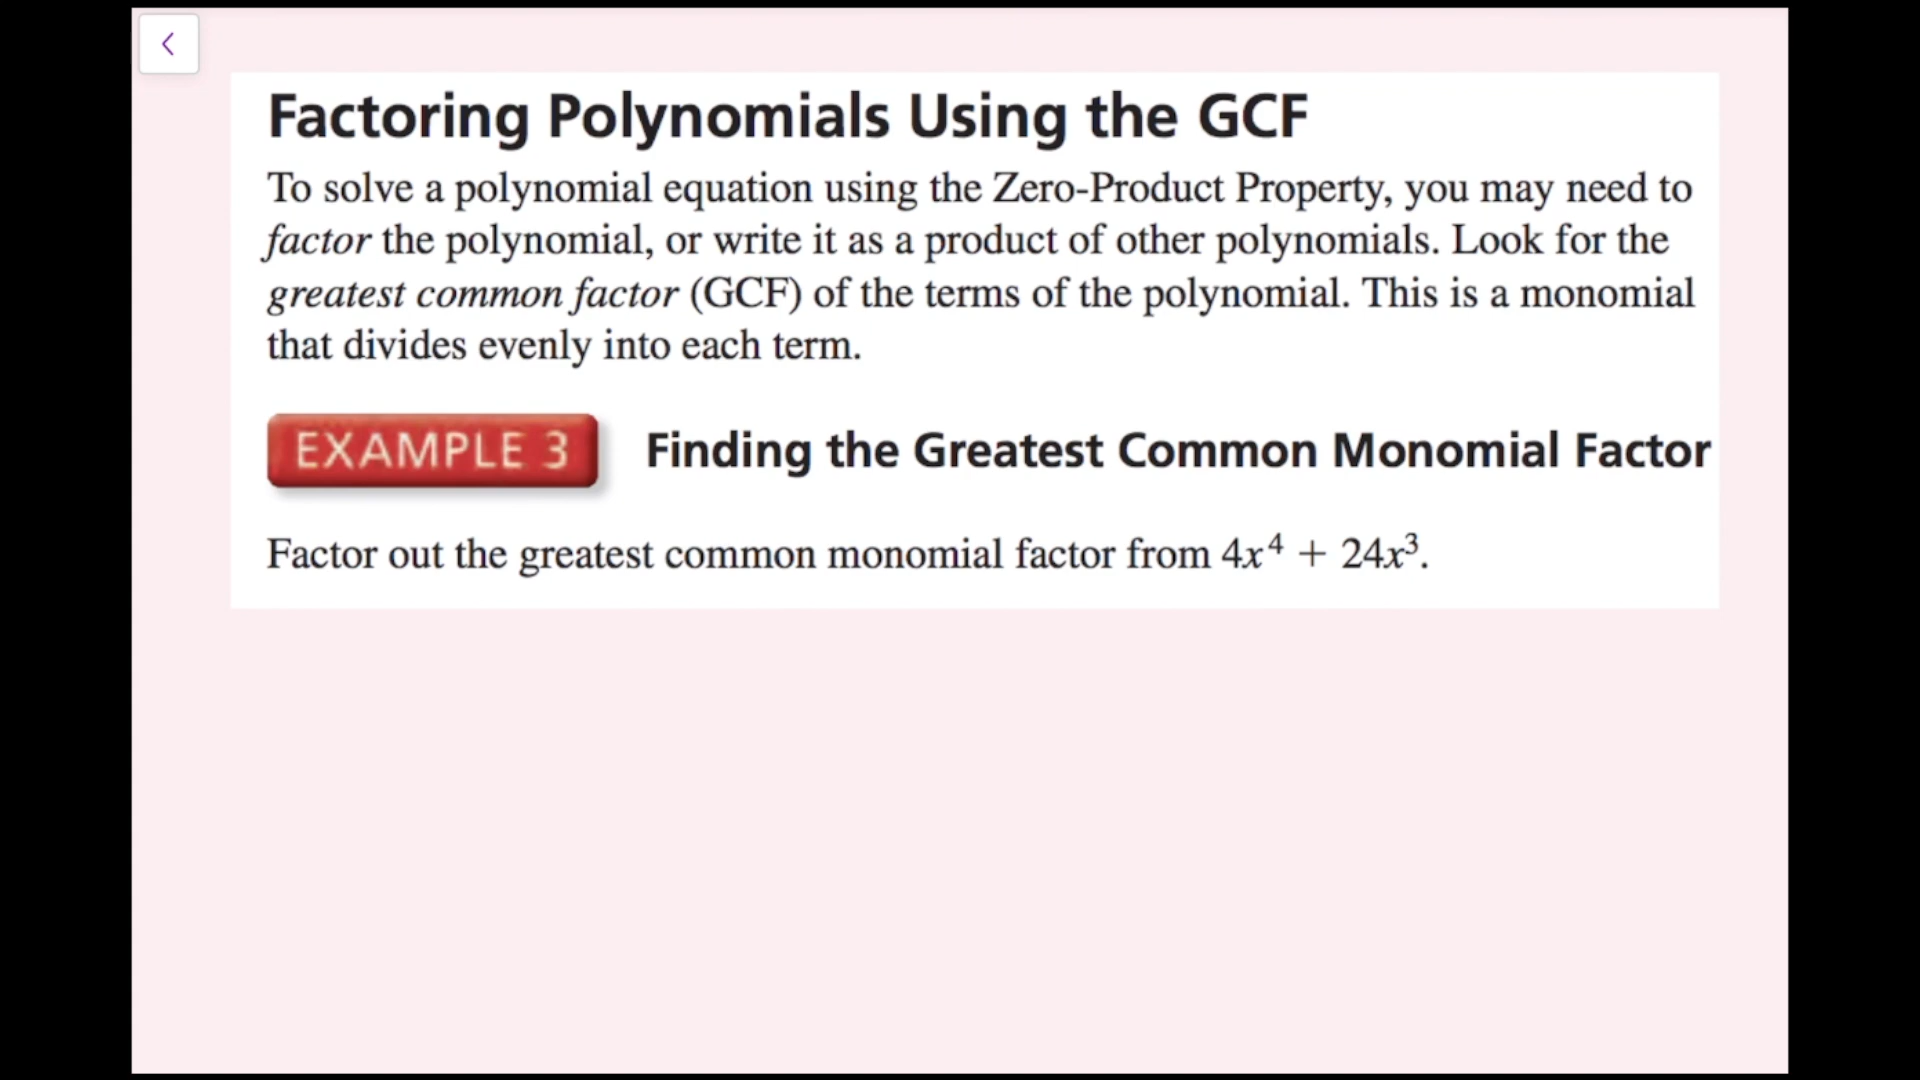 Factoring Polynomials Using the GCF
To solve a polynomial equation using the Zero-Product Property, you may need to
factor the polynomial, or write it as a product of other polynomials. Look for the
greatest common factor (GCF) of the terms of the polynomial. This is a monomial
that divides evenly into each term.
EXAMPLE 3 Finding the Greatest Common Monomial Factor
Factor out the greatest common monomial factor from 4x⁴ + 24x³.